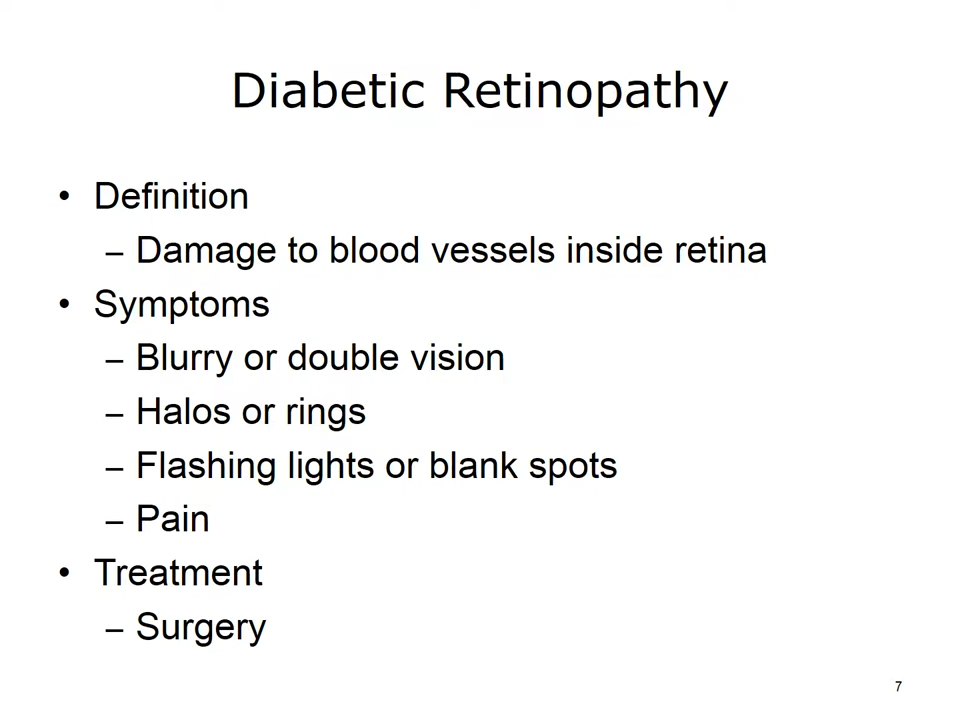 Diabetic Retinopathy
• Definition
– Damage to blood vessels inside retina
• Symptoms
– Blurry or double vision
– Halos or rings
– Flashing lights or blank spots
– Pain
• Treatment
– Surgery
7